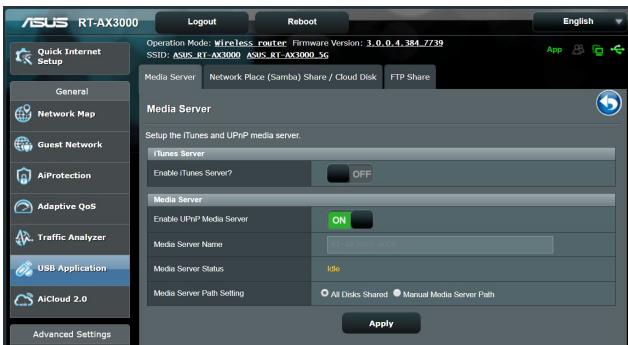 ASUS RT-AX3000 Logout Reboot English
Operation Mode: Wireless router Firmware Version: 3.0.0.4.384_7739
SSID: ASUS_RT-AX3000 ASUS_RT-AX3000_5G
App
Quick Internet
Setup
General
Network Map
Guest Network
AiProtection
Adaptive QoS
Traffic Analyzer
USB Application
AiCloud 2.0
Advanced Settings
Media Server Network Place (Samba) Share / Cloud Disk FTP Share
Media Server
Setup the iTunes and UPnP media server.
iTunes Server
Enable iTunes Server? OFF
Media Server
Enable UPnP Media Server ON
Media Server Name
Media Server Status Idle
Media Server Path Setting All Disks Shared Manual Media Server Path
Apply